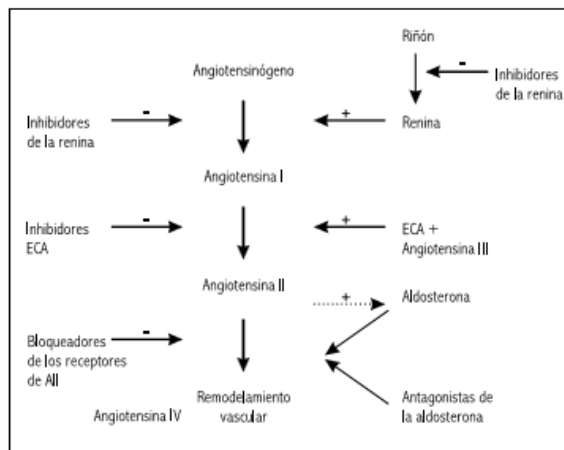 Riñón
-
Angiotensinógeno
Inhibidores
de la renina
-
+
Inhibidores
de la renina
Renina
Angiotensina I
-
+
Inhibidores
ECA
ECA +
Angiotensina III
Angiotensina II
+
Aldosterona
-
Bloqueadores
de los receptores
de AII
Remodelamiento
vascular
Angiotensina IV
Antagonistas de
la aldosterona